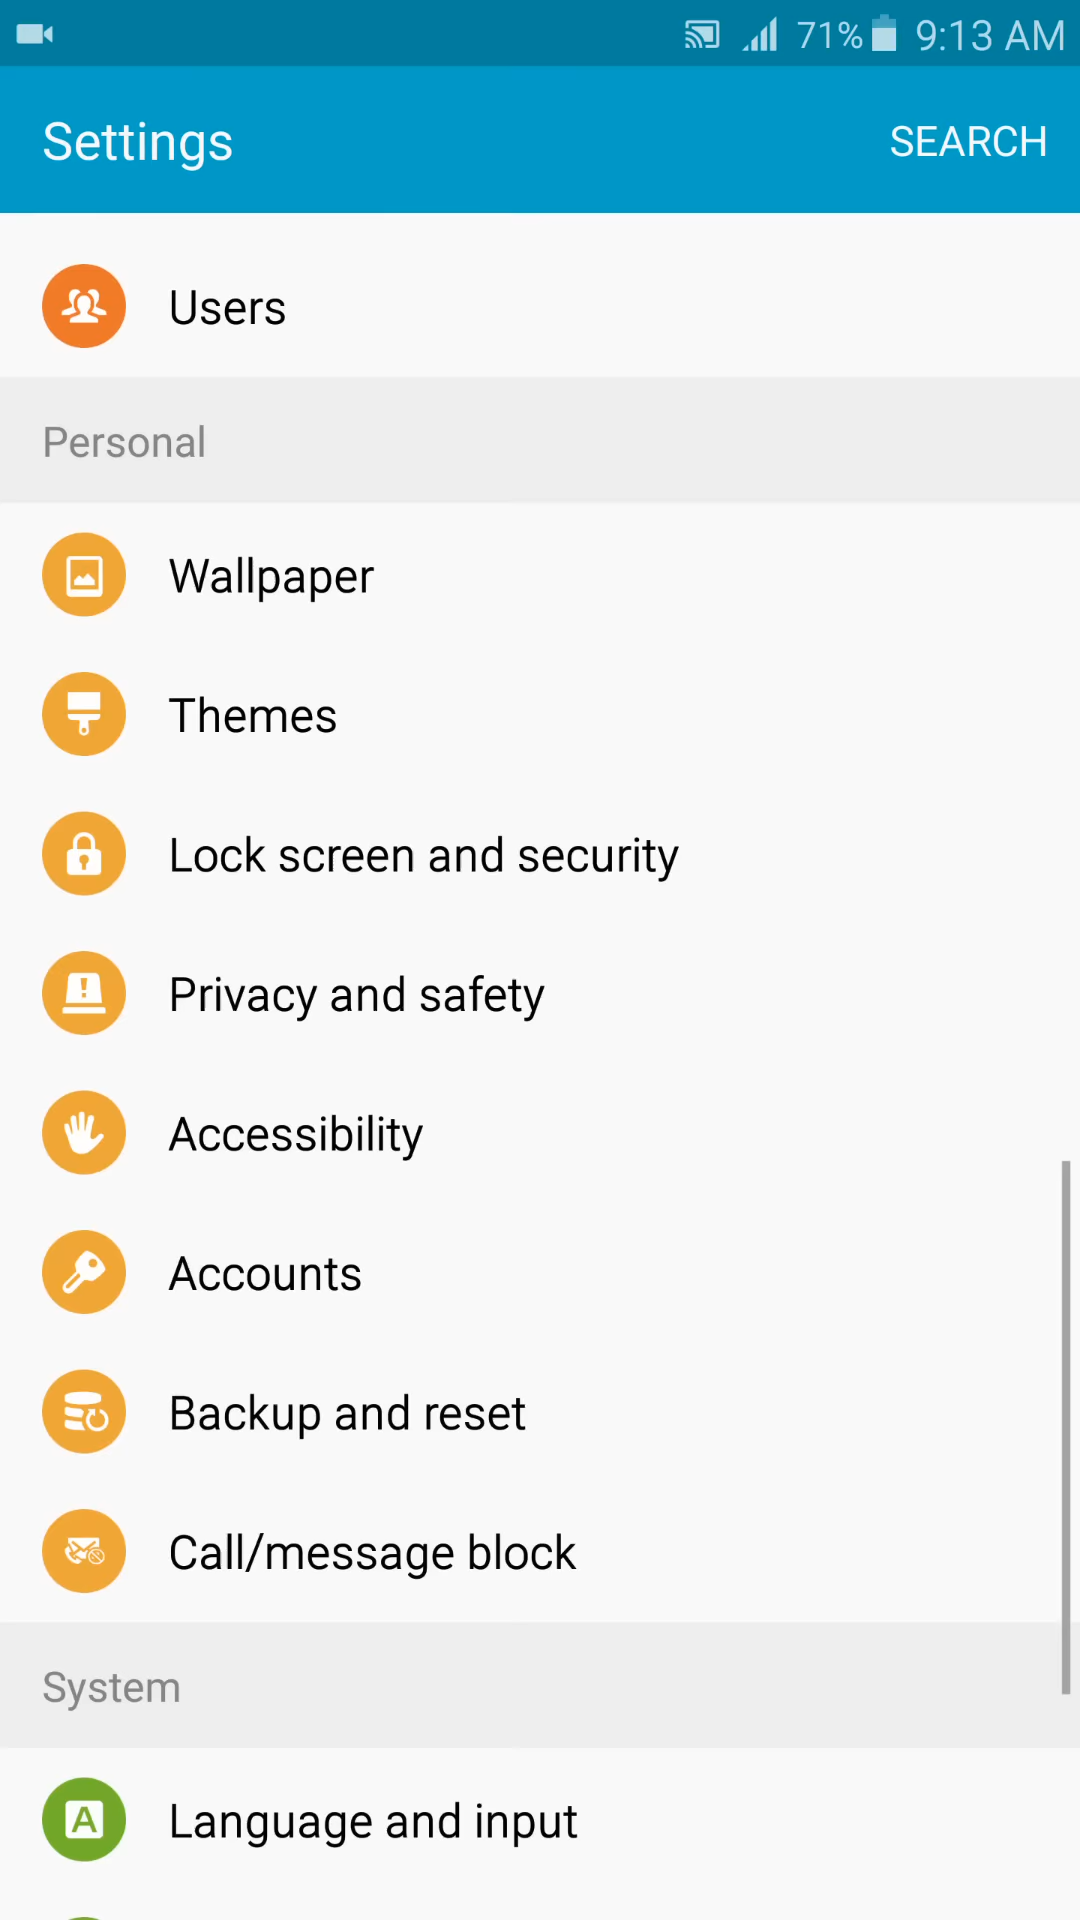 71% 9:13 AM
Settings SEARCH
Users
Personal
Wallpaper
Themes
Lock screen and security
Privacy and safety
Accessibility
Accounts
Backup and reset
Call/message block
System
A Language and input